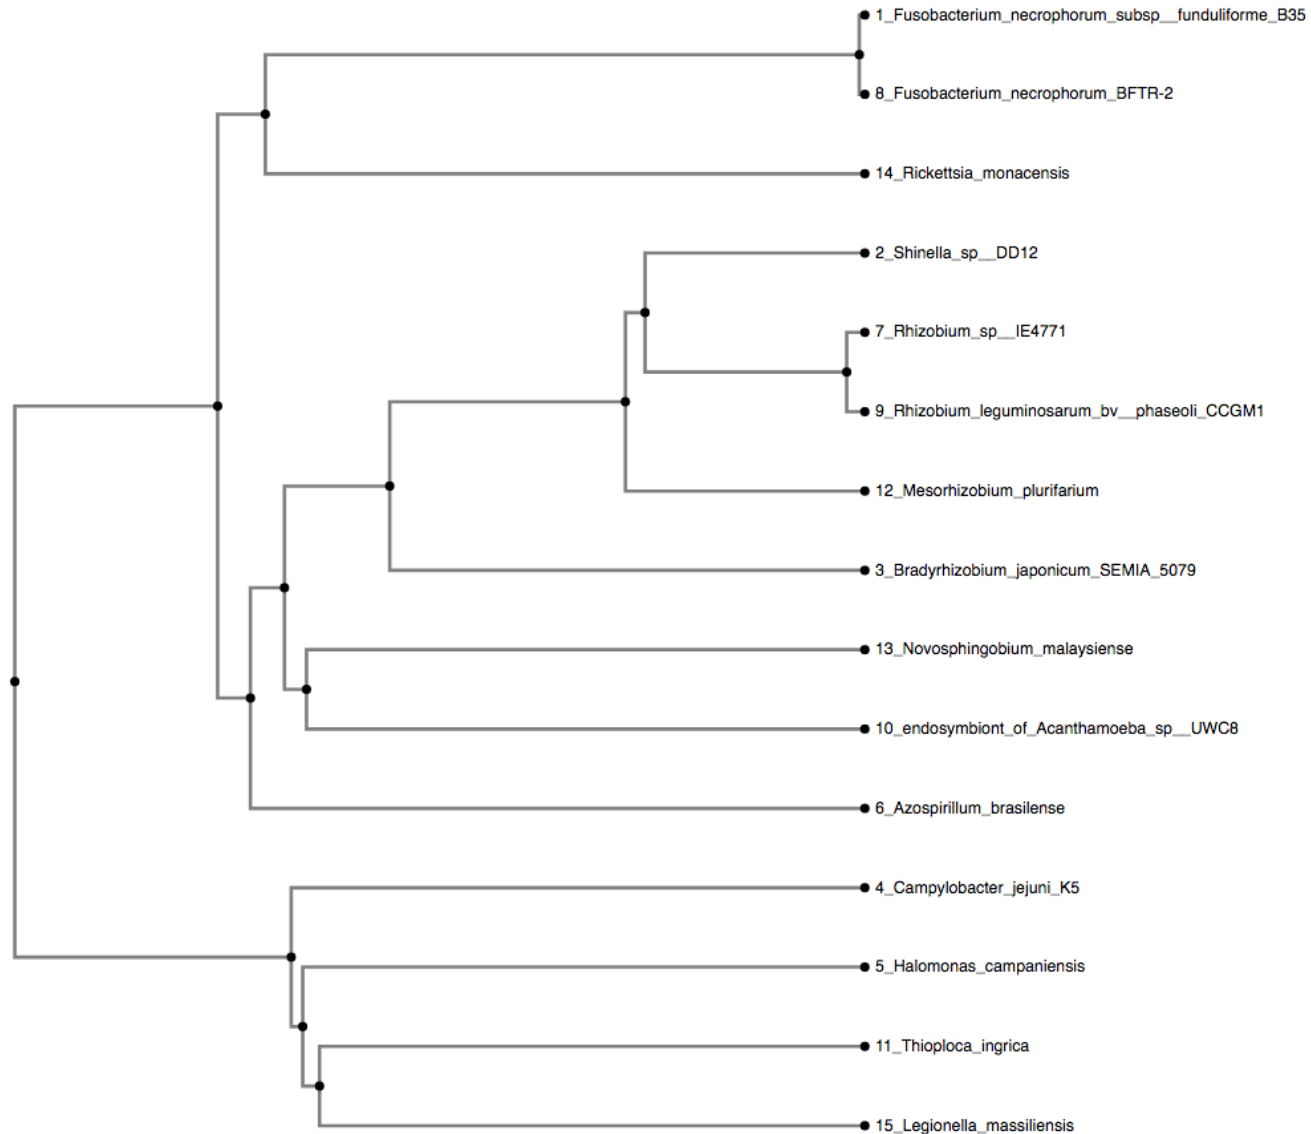 1_Fusobacterium_necrophorum_subsp__funduliforme_B35
8_Fusobacterium_necrophorum_BFTR-2
14_Rickettsia_monacensis
2_Shinella_sp__DD12
7_Rhizobium_sp__IE4771
9_Rhizobium_leguminosarum_bv__phaseoli_CCGM1
12_Mesorhizobium_plurifarium
3_Bradyrhizobium_japonicum_SEMIA_5079
13_Novosphingobium_malaysiense
10_endosymbiont_of_Acanthamoeba_sp__UWC8
6_Azospirillum_brasilense
4_Campylobacter_jejuni_K5
5_Halomonas_campaniensis
11_Thioploca_ingrica
15_Legionella_massiliensis